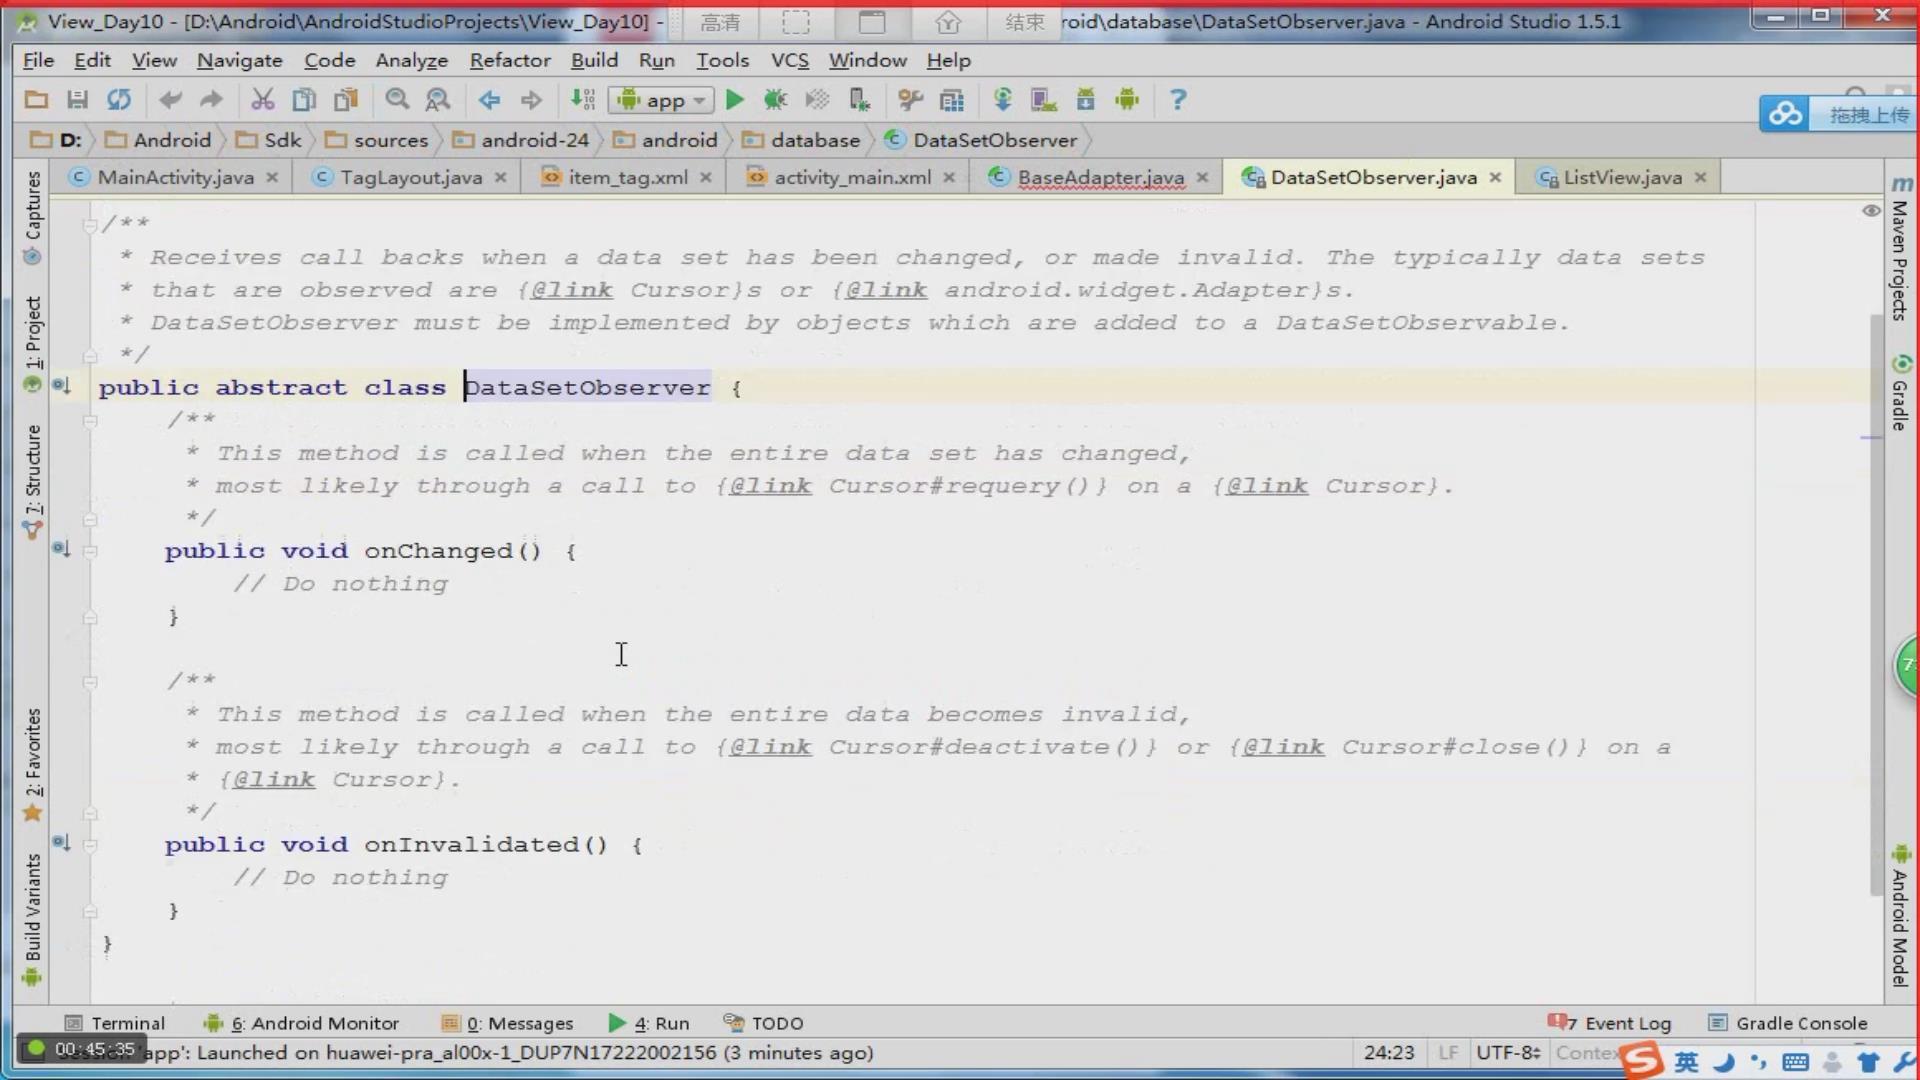 View_Day10 - [D:\Android\AndroidStudioProjects\View_Day10] -
高清
结束
roid\database\DataSetObserver.java - Android Studio 1.5.1
File Edit View Navigate Code Analyze Refactor Build Run Tools VCS Window Help
app
拖拽上传
D: Android Sdk sources android-24 android database DataSetObserver
MainActivity.java TagLayout.java item_tag.xml activity_main.xml BaseAdapter.java DataSetObserver.java ListView.java
/**
* Receives call backs when a data set has been changed, or made invalid. The typically data sets
* that are observed are {@link Cursor}s or {@link android.widget.Adapter}s.
* DataSetObserver must be implemented by objects which are added to a DataSetObservable.
*/
public abstract class DataSetObserver {
/**
* This method is called when the entire data set has changed,
* most likely through a call to {@link Cursor#requery()} on a {@link Cursor}.
*/
public void onChanged() {
// Do nothing
}
/**
* This method is called when the entire data becomes invalid,
* most likely through a call to {@link Cursor#deactivate()} or {@link Cursor#close()} on a
* {@link Cursor}.
*/
public void onInvalidated() {
// Do nothing
}
}
Captures
1: Project
7: Structure
2: Favorites
Build Variants
Maven Projects
Gradle
Android Model
Terminal 6: Android Monitor 0: Messages 4: Run TODO
7 Event Log Gradle Console
00:45:35
'app': Launched on huawei-pra_al00x-1_DUP7N17222002156 (3 minutes ago)
24:23 LF UTF-8
英